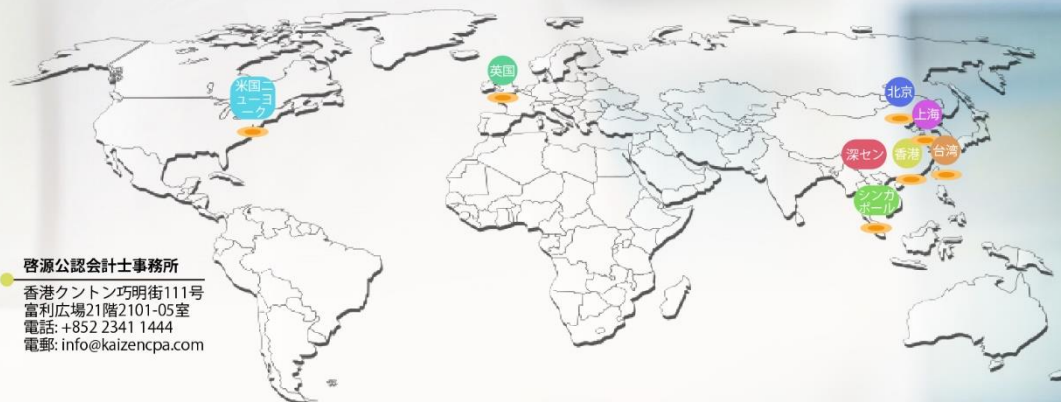 米国ニ
ューヨ
ーク
英国
北京
上海
深セン
香港
台湾
シンガ
ポール
啓源公認会計士事務所
香港クントン巧明街111号
富利広場21階2101-05室
電話: +852 2341 1444
電郵: info@kaizencpa.com